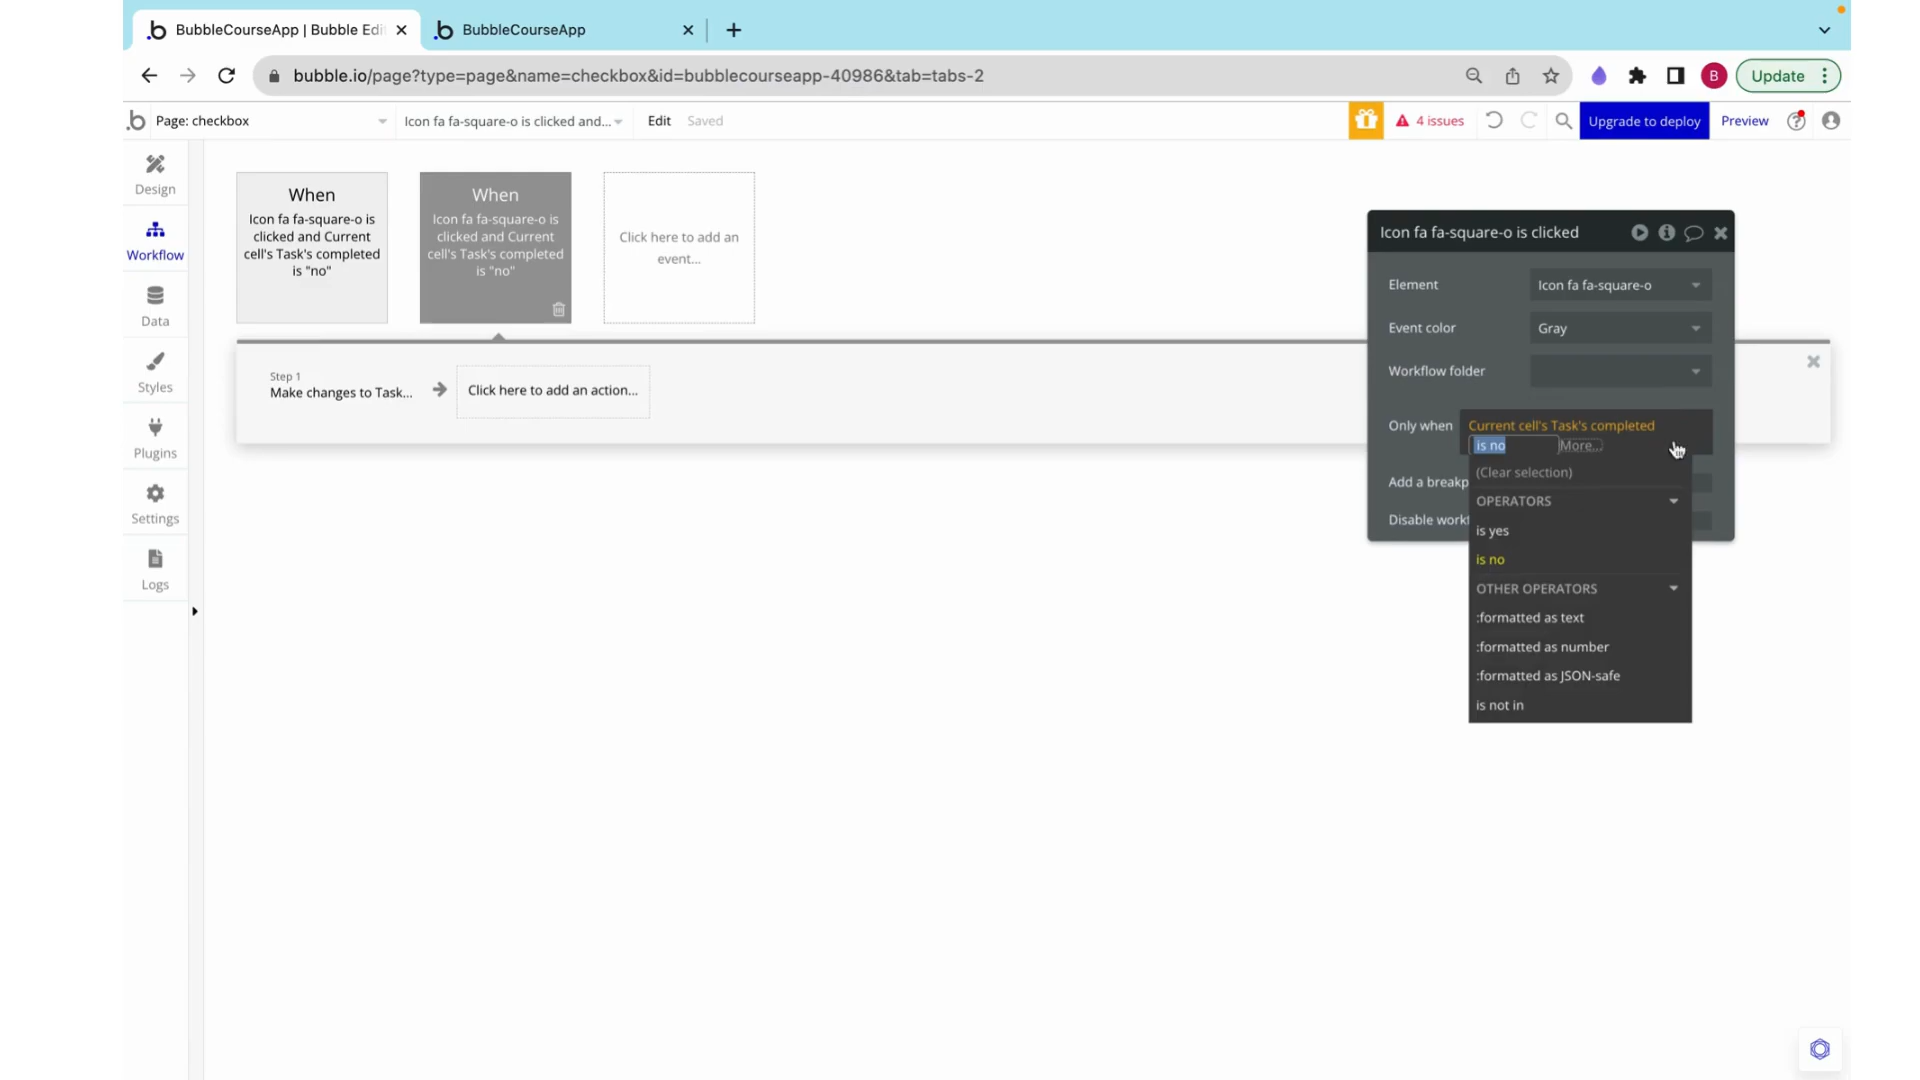 BubbleCourseApp | Bubble Edi
BubbleCourseApp
bubble.io/page?type=page&name=checkbox&id=bubblecourseapp-40986&tab=tabs-2
B
Update
Page: checkbox
Icon fa fa-square-o is clicked and...
Edit
Saved
4 issues
Upgrade to deploy
Preview
Design
Workflow
Data
Styles
Plugins
Settings
Logs
When
Icon fa fa-square-o is
clicked and Current
cell's Task's completed
is "no"
When
Icon fa fa-square-o is
clicked and Current
cell's Task's completed
is "no"
Click here to add an
event...
Step 1
Make changes to Task...
Click here to add an action...
Icon fa fa-square-o is clicked
Element
Icon fa fa-square-o
Event color
Gray
Workflow folder
Only when
Current cell's Task's completed
is no More...
(Clear selection)
Add a breakp
OPERATORS
Disable workf
is yes
is no
OTHER OPERATORS
:formatted as text
:formatted as number
:formatted as JSON-safe
is not in